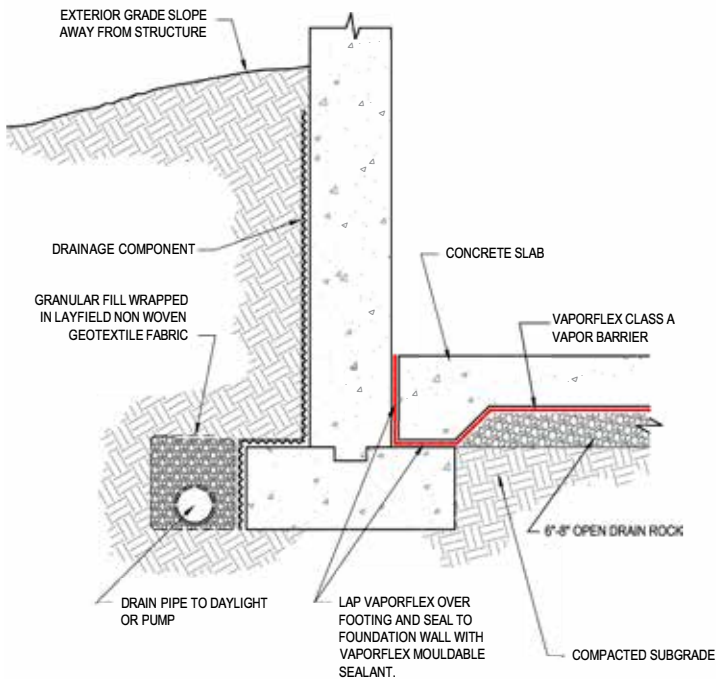 EXTERIOR GRADE SLOPE
AWAY FROM STRUCTURE
DRAINAGE COMPONENT
CONCRETE SLAB
GRANULAR FILL WRAPPED
IN LAYFIELD NON WOVEN
GEOTEXTILE FABRIC
VAPORFLEX CLASS A
VAPOR BARRIER
6"-8" OPEN DRAIN ROCK
DRAIN PIPE TO DAYLIGHT
OR PUMP
LAP VAPORFLEX OVER
FOOTING AND SEAL TO
FOUNDATION WALL WITH
VAPORFLEX MOULDABLE
SEALANT.
COMPACTED SUBGRADE